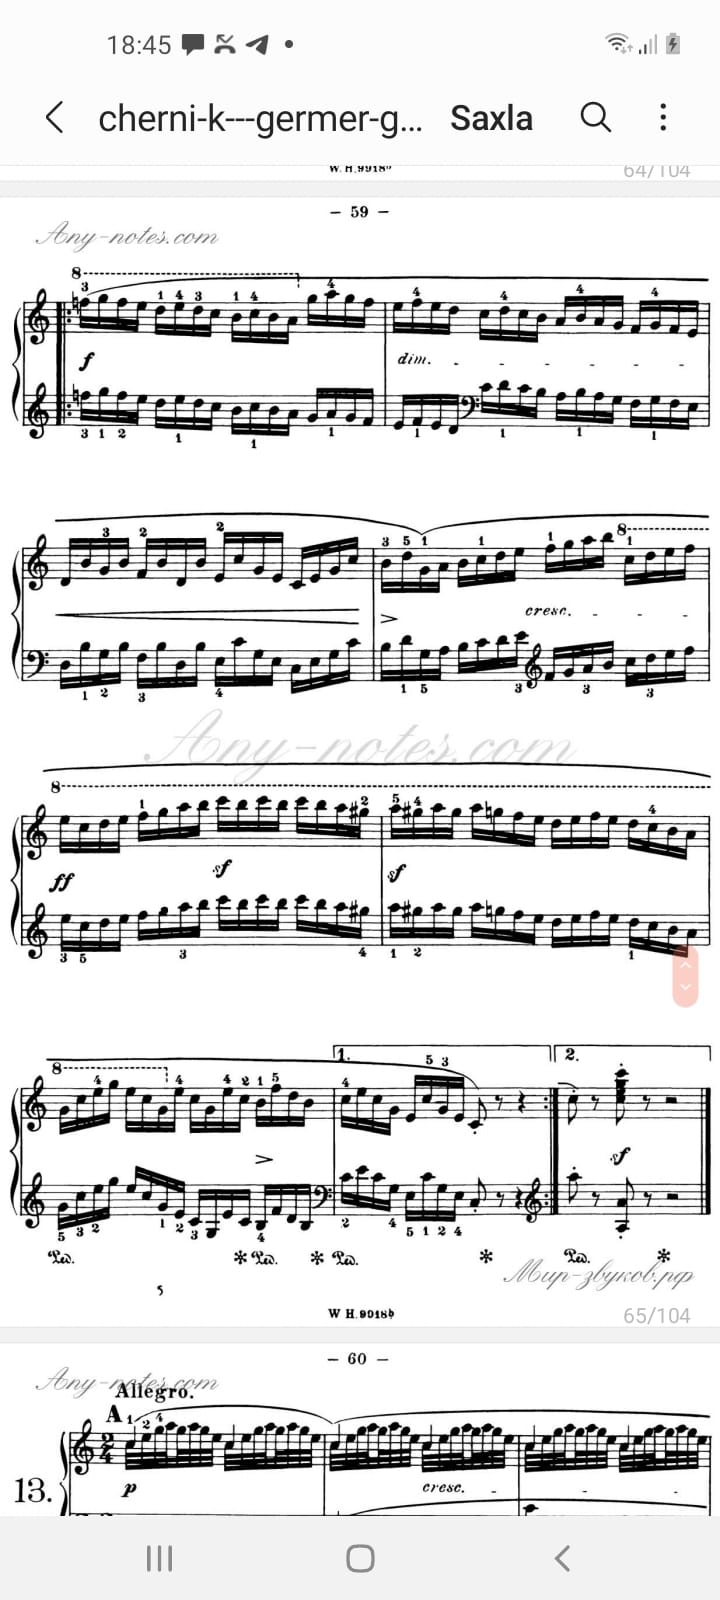 18:45
cherni-k---germer-g... Saxla
W. H. 9918
64/104
– 59 –
Any-notes.com
8
3 1 4 3 1 4 4 4 4 4 4
f dim.
3 1 2 1 1 1 1 1 1 1
3 2 2 3 5 1 1 1 8 1
cresc.
1 2 3 4 1 5 3 3 3
Any-notes.com
8
1 2 5 4 4
ff sf sf
3 5 3 4 1 2 1
8 1. 2.
4 4 4 2 1 5 4 5 3
sf
5 3 2 1 2 3 4 2 4 5 1 2 4
Ped. * Ped. * Ped. * Ped. *
Мир-звуков.рф
5
W H.9918
65/104
– 60 –
Any-notes.com
Allegro.
A 1 2 4
2
4
13.
p cresc.